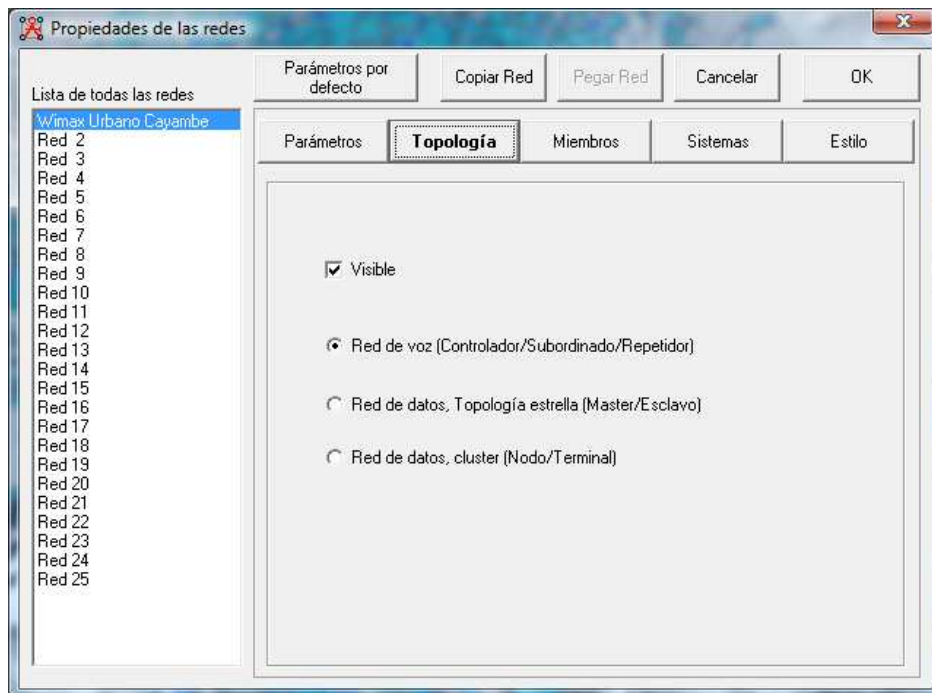 Propiedades de las redes
Parámetros por
defecto
Copiar Red
Pegar Red
Cancelar
OK
Lista de todas las redes
Wimax Urbano Cayambe
Red 2
Red 3
Red 4
Red 5
Red 6
Red 7
Red 8
Red 9
Red 10
Red 11
Red 12
Red 13
Red 14
Red 15
Red 16
Red 17
Red 18
Red 19
Red 20
Red 21
Red 22
Red 23
Red 24
Red 25
Parámetros
Topología
Miembros
Sistemas
Estilo
Visible
Red de voz (Controlador/Subordinado/Repetidor)
Red de datos, Topología estrella (Master/Esclavo)
Red de datos, cluster (Nodo/Terminal)